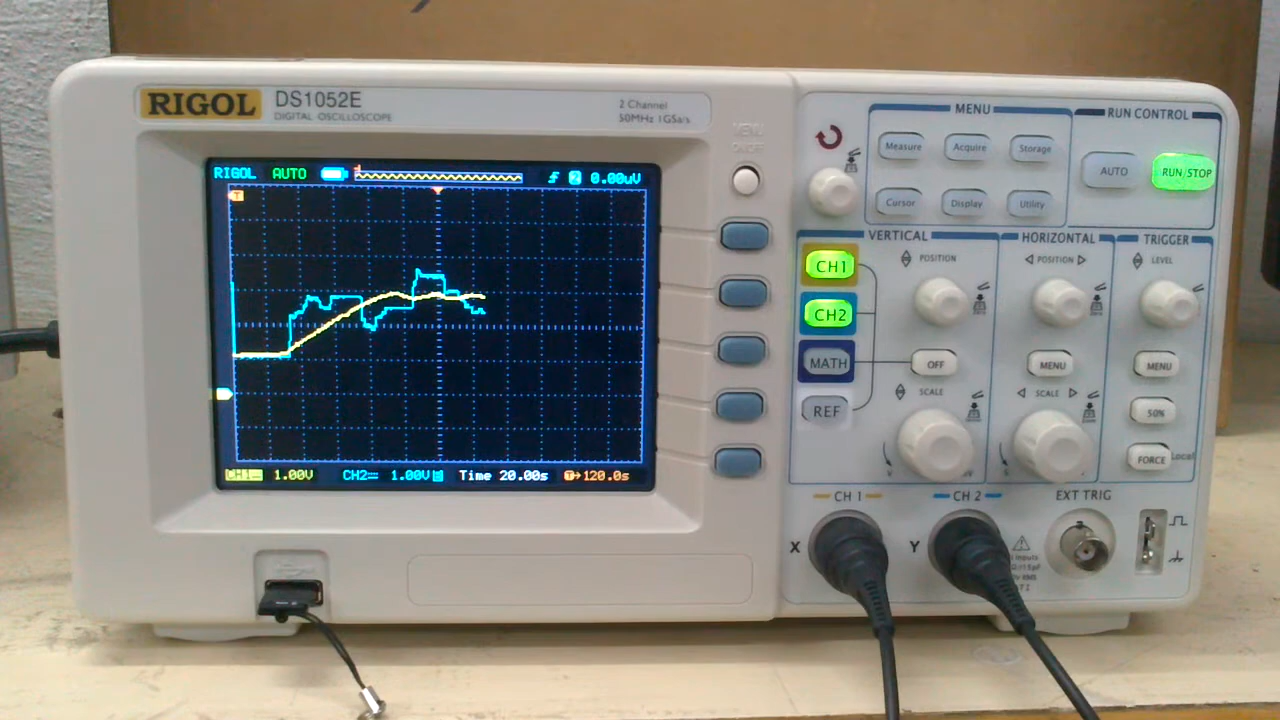 RIGOL DS1052E
DIGITAL OSCILLOSCOPE
2 Channel
50MHz 1GSa/s
MENU
ON/OFF
RIGOL AUTO T 2 0.00uV
T
CH1 1.00V CH2 1.00V Time 20.00s T→120.0s
MENU
Measure Acquire Storage
Cursor Display Utility
RUN CONTROL
AUTO RUN/STOP
VERTICAL
POSITION
CH1
CH2
MATH OFF
REF SCALE
HORIZONTAL
POSITION
MENU
SCALE
TRIGGER
LEVEL
MENU
50%
FORCE Local
CH 1 CH 2 EXT TRIG
X Y